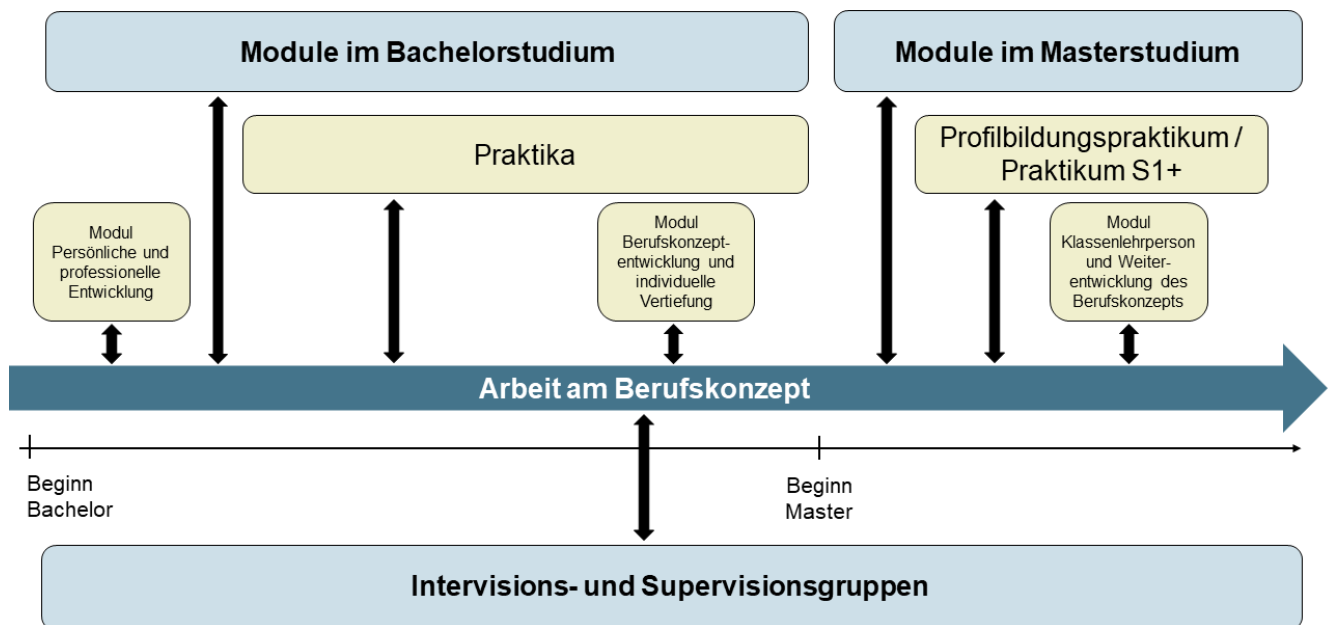 Module im Bachelorstudium
Module im Masterstudium
Praktika
Profilbildungspraktikum /
Praktikum S1+
Modul
Persönliche und
professionelle
Entwicklung
Modul
Berufskonzept-
entwicklung und
individuelle
Vertiefung
Modul
Klassenlehrperson
und Weiter-
entwicklung des
Berufskonzepts
Arbeit am Berufskonzept
Beginn
Bachelor
Beginn
Master
Intervisions- und Supervisionsgruppen